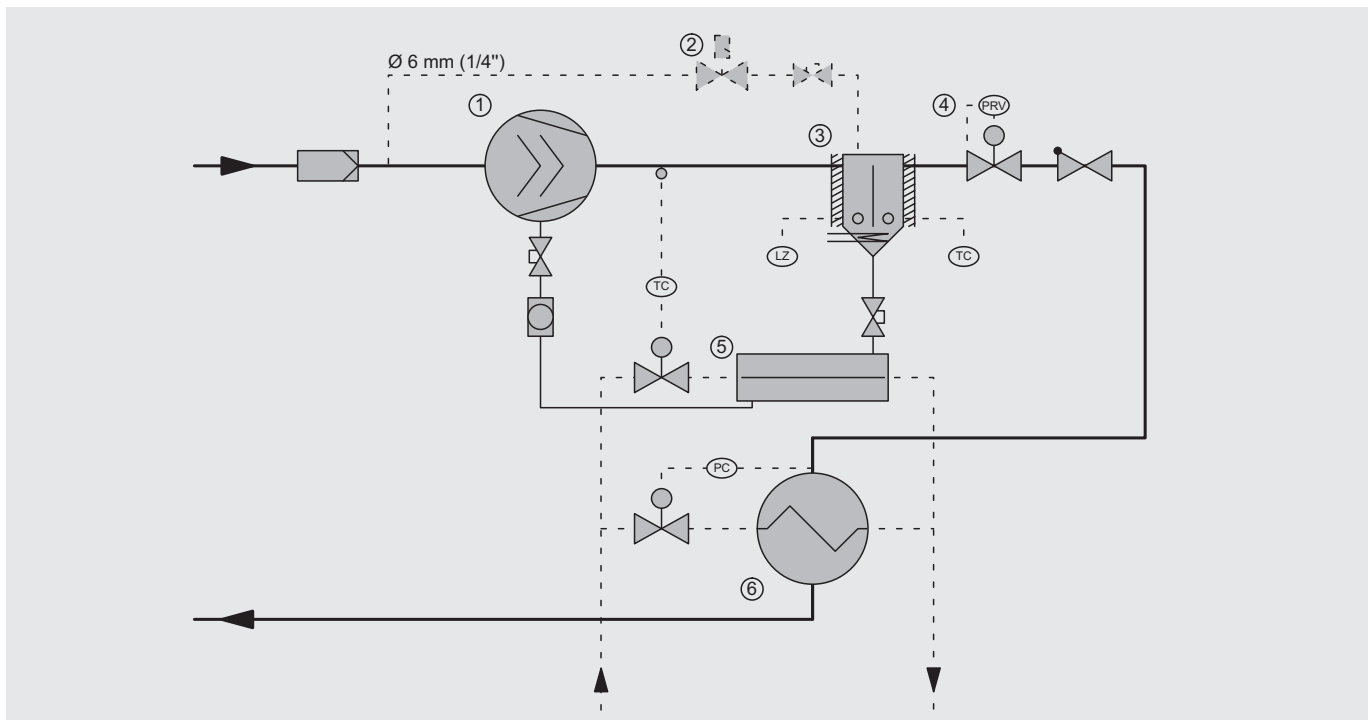 ②
Ø 6 mm (1/4")
①
④
PRV
③
LZ
TC
TC
⑤
PC
⑥